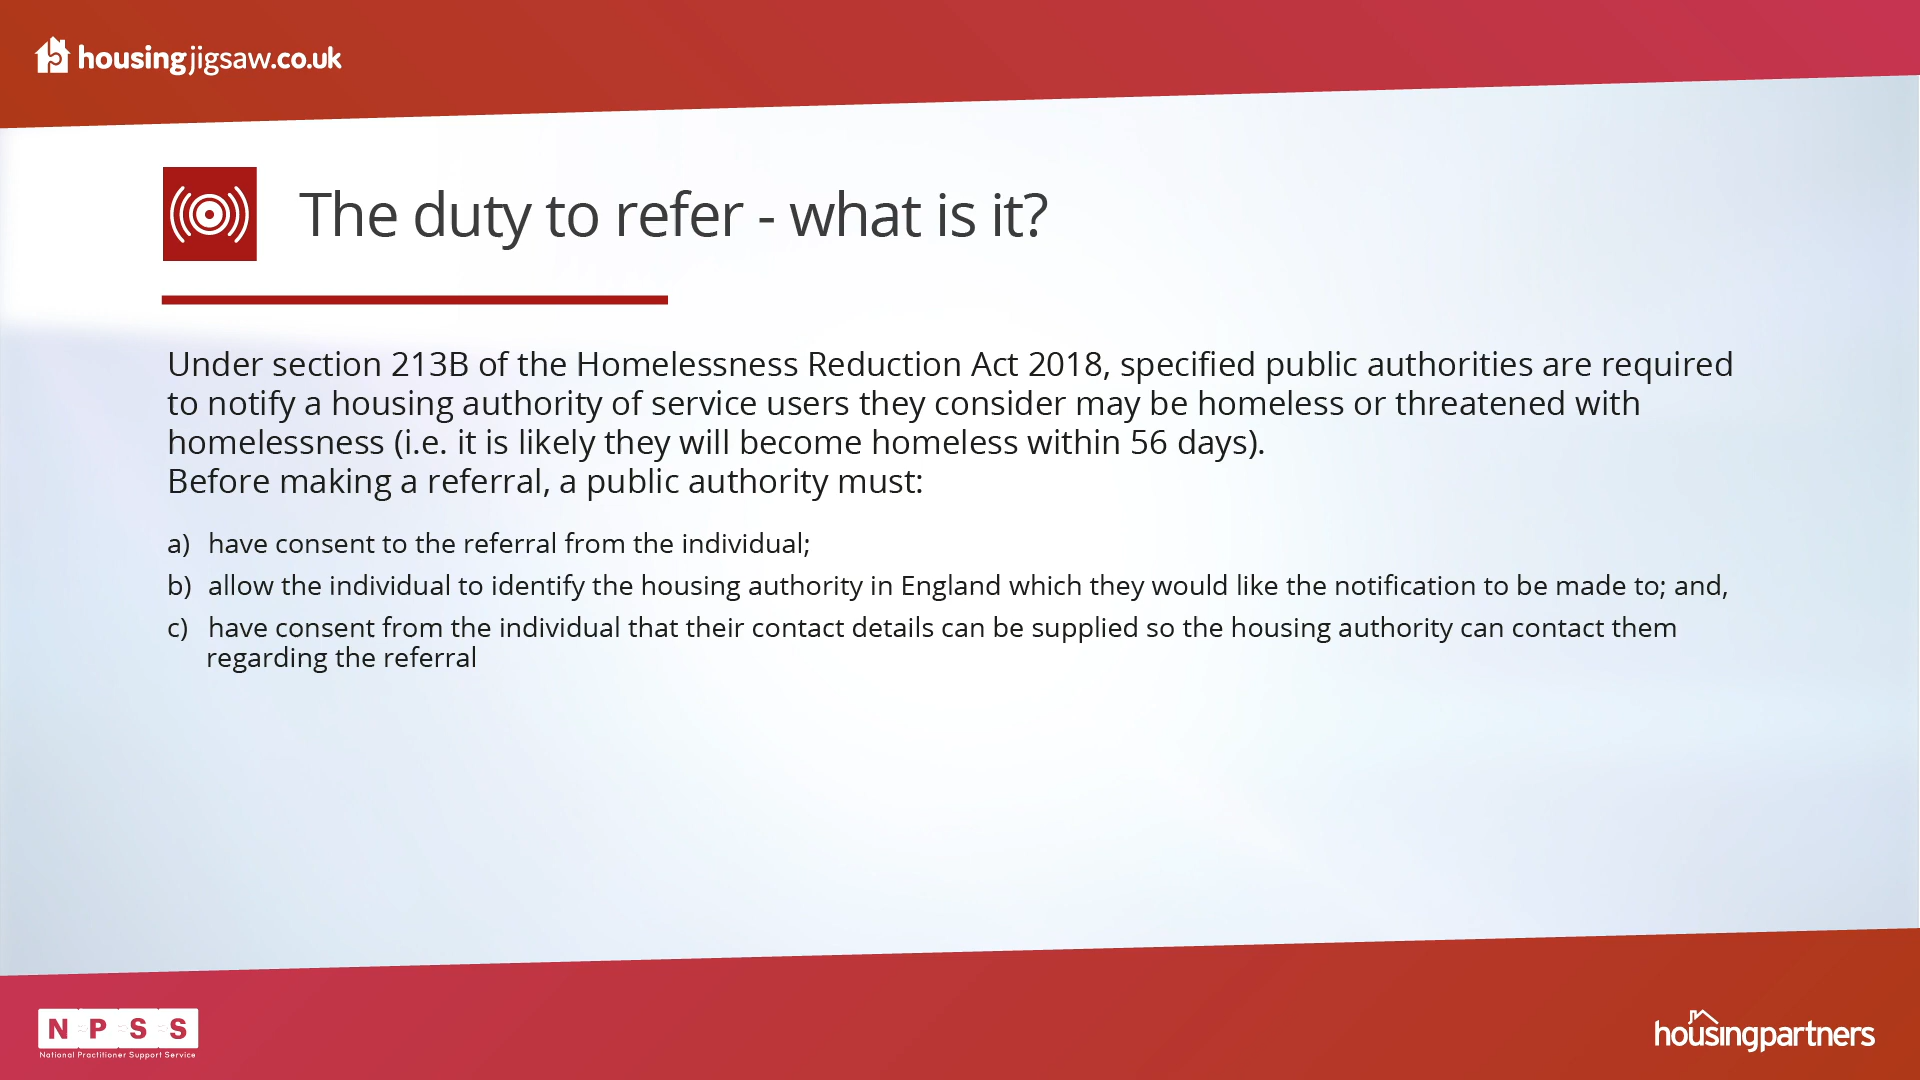 housingjigsaw.co.uk
The duty to refer - what is it?
Under section 213B of the Homelessness Reduction Act 2018, specified public authorities are required
to notify a housing authority of service users they consider may be homeless or threatened with
homelessness (i.e. it is likely they will become homeless within 56 days).
Before making a referral, a public authority must:
a) have consent to the referral from the individual;
b) allow the individual to identify the housing authority in England which they would like the notification to be made to; and,
c) have consent from the individual that their contact details can be supplied so the housing authority can contact them
regarding the referral
NPSS
National Practitioner Support Service
housingpartners